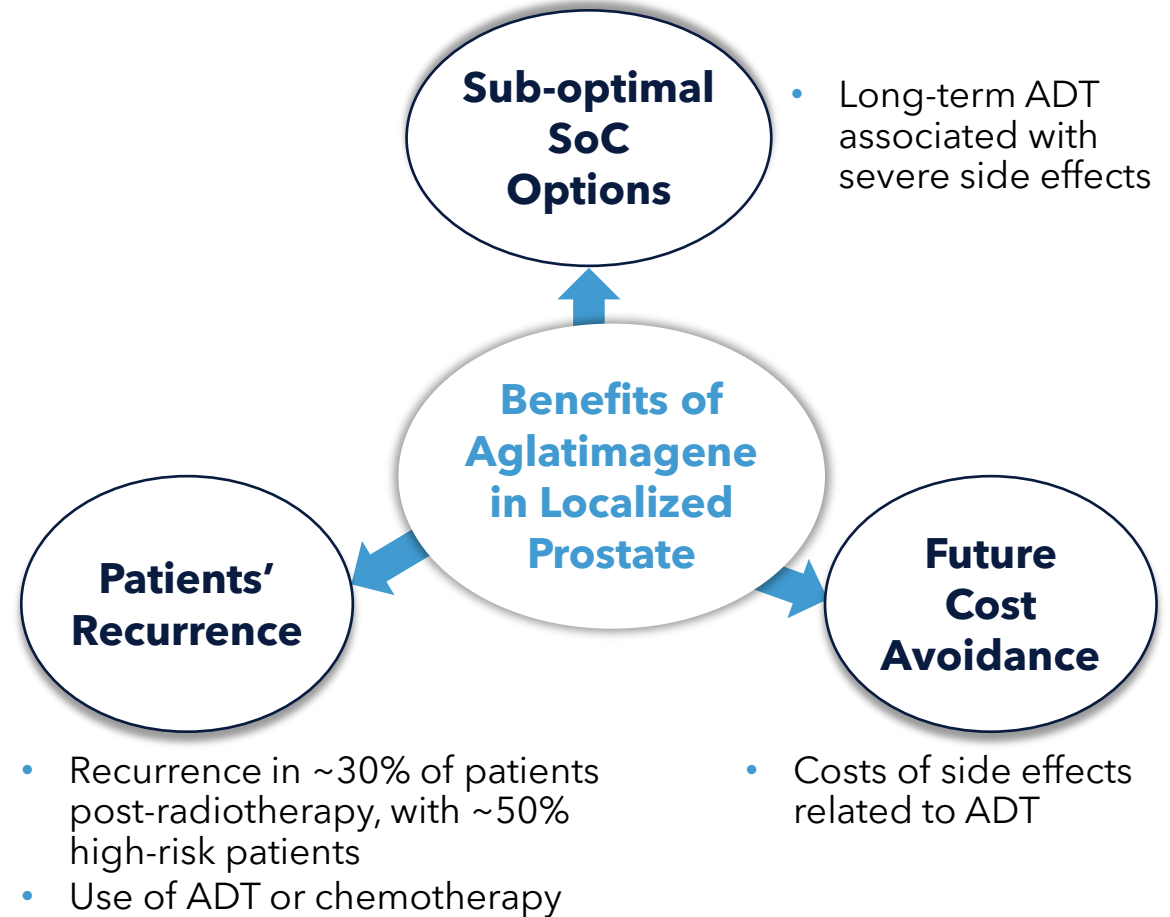 Sub-optimal
SoC
Options
• Long-term ADT
associated with
severe side effects
Benefits of
Aglatimagene
in Localized
Prostate
Patients’
Recurrence
Future
Cost
Avoidance
• Recurrence in ~30% of patients
post-radiotherapy, with ~50%
high-risk patients
• Use of ADT or chemotherapy
• Costs of side effects
related to ADT